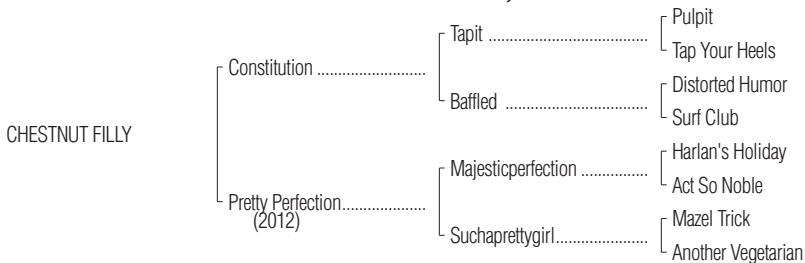 Pulpit
Tapit ........................................
Tap Your Heels
Constitution ...........................
Distorted Humor
Baffled ....................................
Surf Club
CHESTNUT FILLY
Harlan's Holiday
Majesticperfection .................
Act So Noble
Pretty Perfection.....................
(2012)
Mazel Trick
Suchaprettygirl.......................
Another Vegetarian